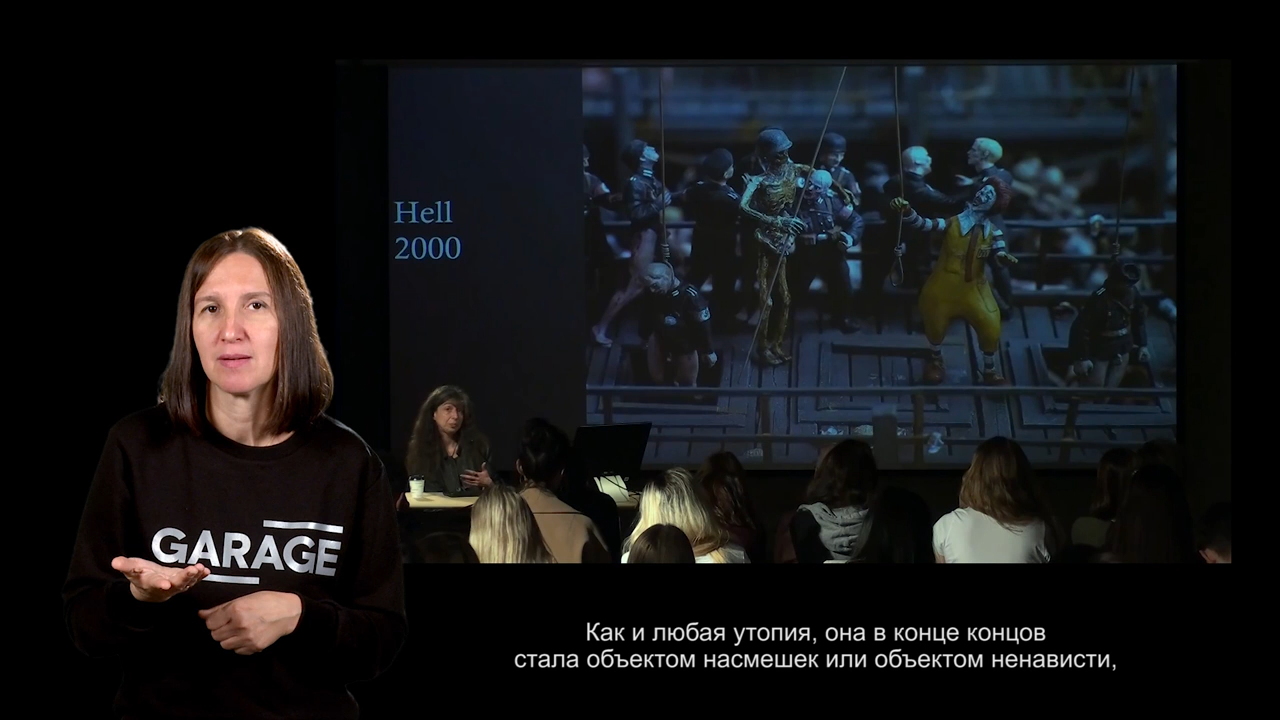 Hell
2000
GARAGE
Как и любая утопия, она в конце концов
стала объектом насмешек или объектом ненависти,